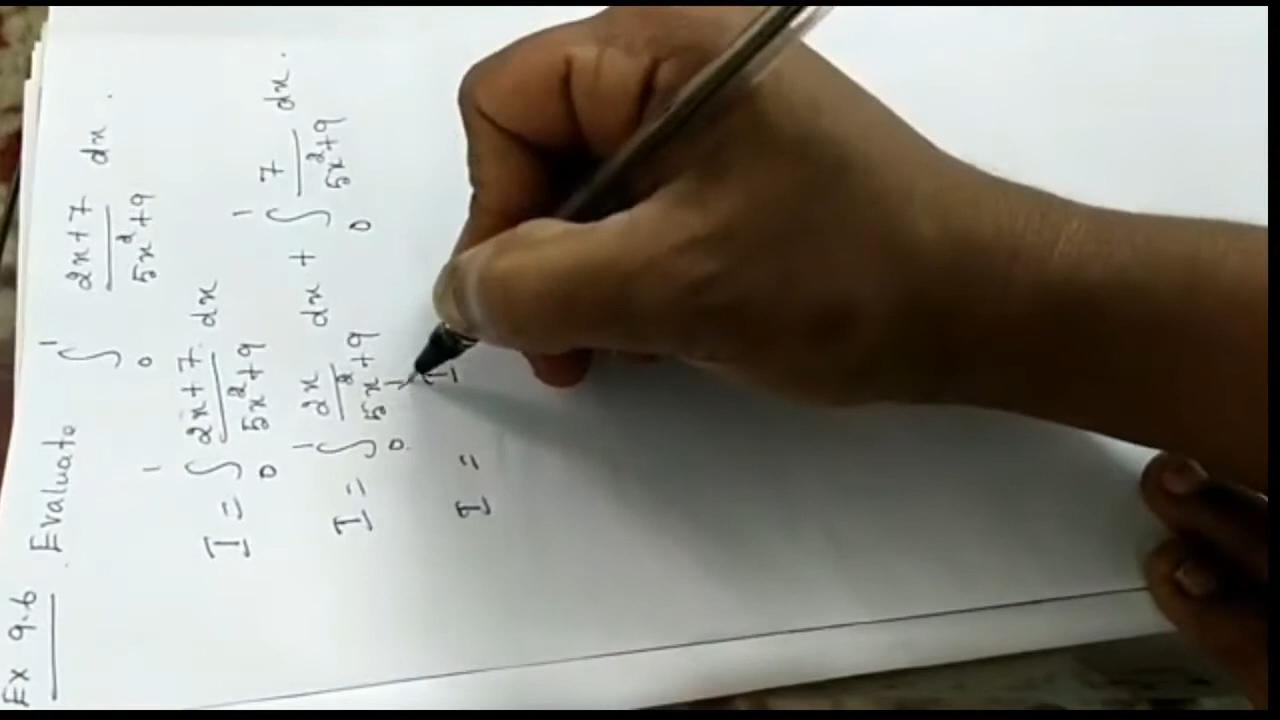 Ex 9.6 Evaluate ∫₀¹ (2x+7)/(5x²+9) dx.
I = ∫₀¹ (2x+7)/(5x²+9) dx
I = ∫₀¹ 2x/(5x²+9) dx + ∫₀¹ 7/(5x²+9) dx.
I =